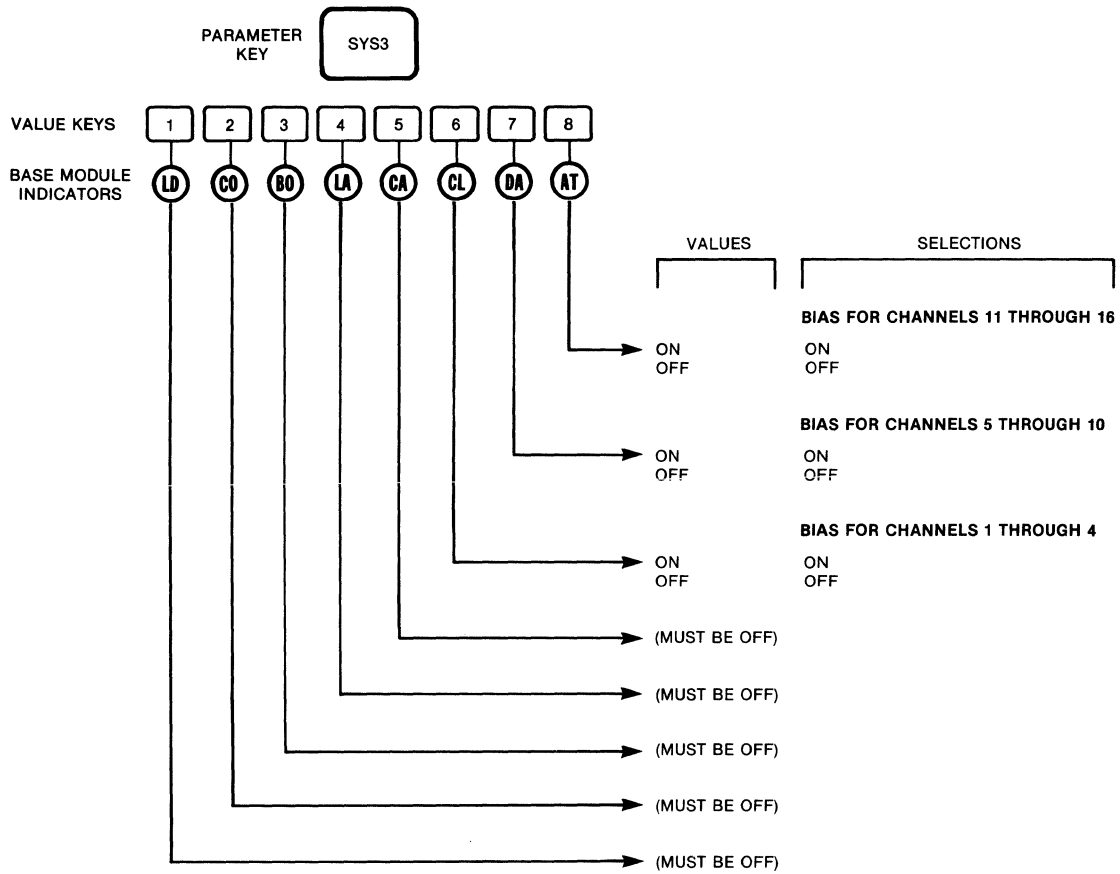 PARAMETER
KEY
SYS3
VALUE KEYS
1 2 3 4 5 6 7 8
BASE MODULE
INDICATORS
LD CO BO LA CA CL DA AT
VALUES SELECTIONS
BIAS FOR CHANNELS 11 THROUGH 16
ON ON
OFF OFF
BIAS FOR CHANNELS 5 THROUGH 10
ON ON
OFF OFF
BIAS FOR CHANNELS 1 THROUGH 4
ON ON
OFF OFF
(MUST BE OFF)
(MUST BE OFF)
(MUST BE OFF)
(MUST BE OFF)
(MUST BE OFF)